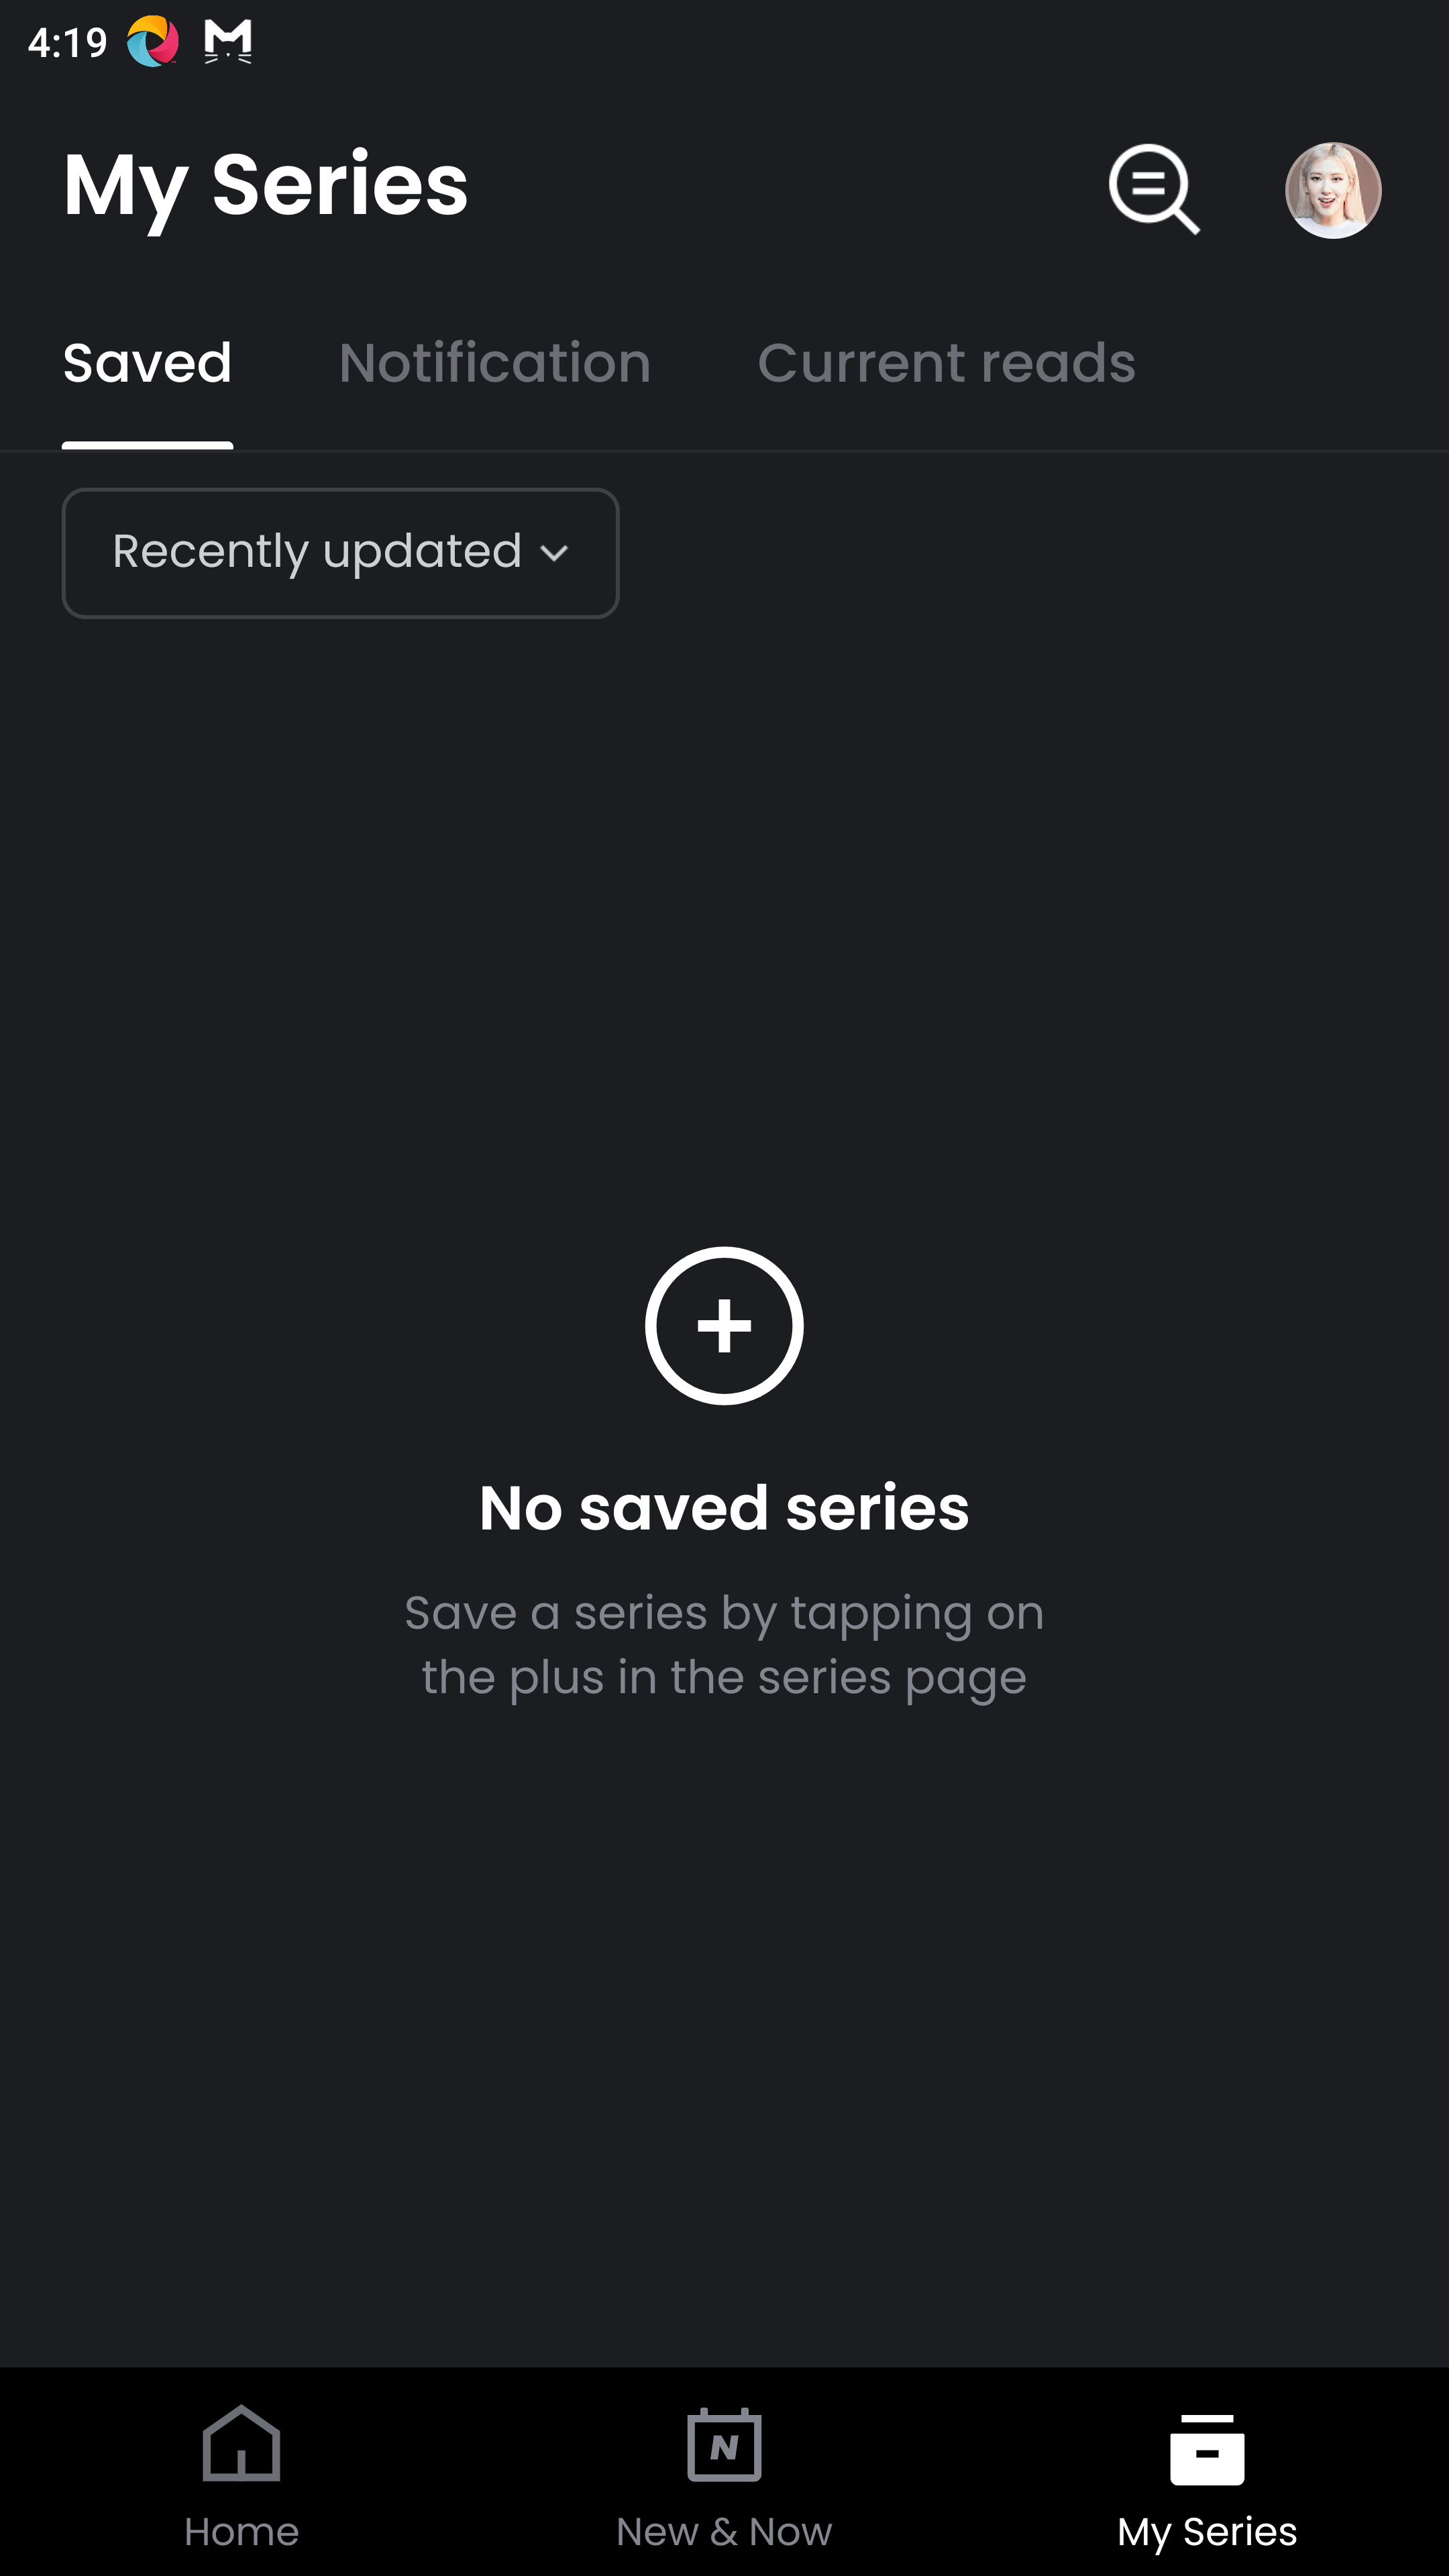 4:19
My Series
Saved
Notification
Current reads
Recently updated
No saved series
Save a series by tapping on
the plus in the series page
Home
New & Now
My Series